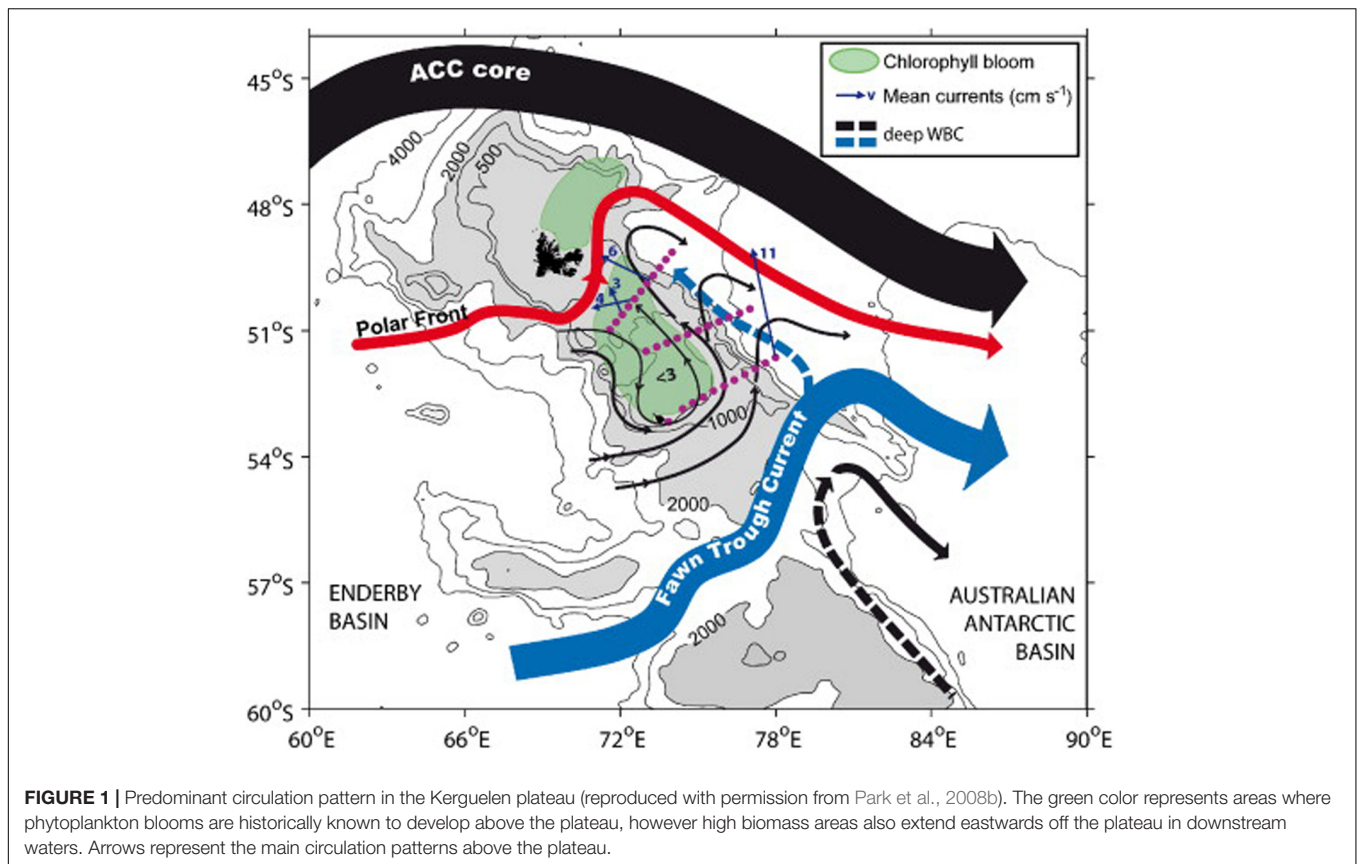 ACC core
Chlorophyll bloom
Mean currents (cm s⁻¹)
deep WBC
45°S
48°S
51°S
54°S
57°S
60°S
60°E
66°E
72°E
78°E
84°E
90°E
4000
2000
500
Polar Front
6
3
4
11
<3
1000
2000
Fawn Trough Current
2000
ENDERBY
BASIN
AUSTRALIAN
ANTARCTIC
BASIN
FIGURE 1 | Predominant circulation pattern in the Kerguelen plateau (reproduced with permission from Park et al., 2008b). The green color represents areas where
phytoplankton blooms are historically known to develop above the plateau, however high biomass areas also extend eastwards off the plateau in downstream
waters. Arrows represent the main circulation patterns above the plateau.